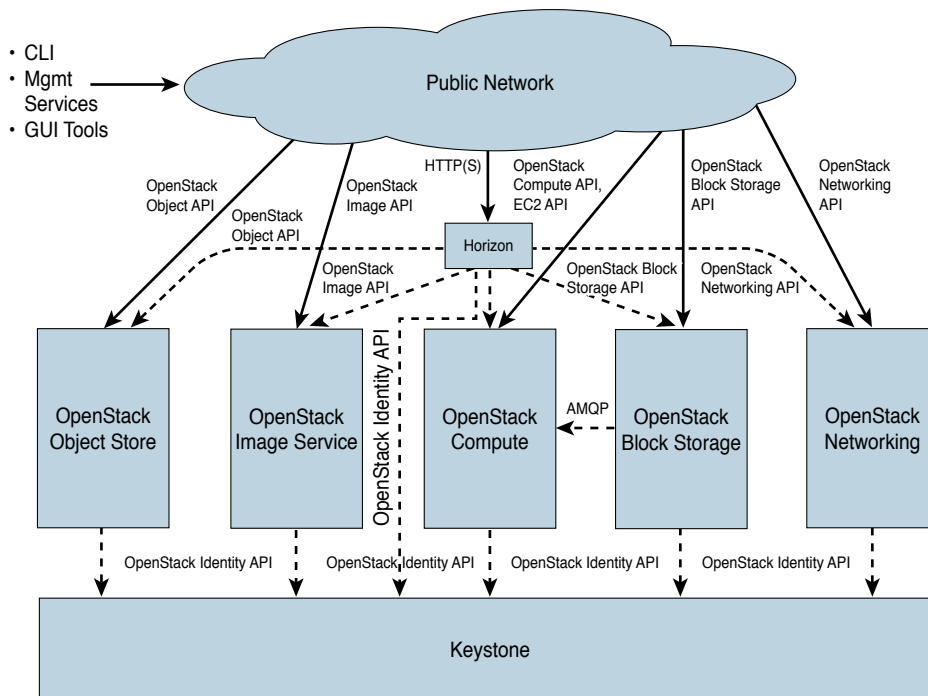 • CLI
• Mgmt
Services
• GUI Tools
Public Network
HTTP(S)
OpenStack
Object API
OpenStack
Image API
OpenStack
Compute API,
EC2 API
OpenStack
Block Storage
API
OpenStack
Networking
API
OpenStack
Object API
Horizon
OpenStack
Image API
OpenStack Block
Storage API
OpenStack
Networking API
OpenStack Identity API
OpenStack
Object Store
OpenStack
Image Service
OpenStack
Compute
AMQP
OpenStack
Block Storage
OpenStack
Networking
OpenStack Identity API
OpenStack Identity API
OpenStack Identity API
OpenStack Identity API
Keystone